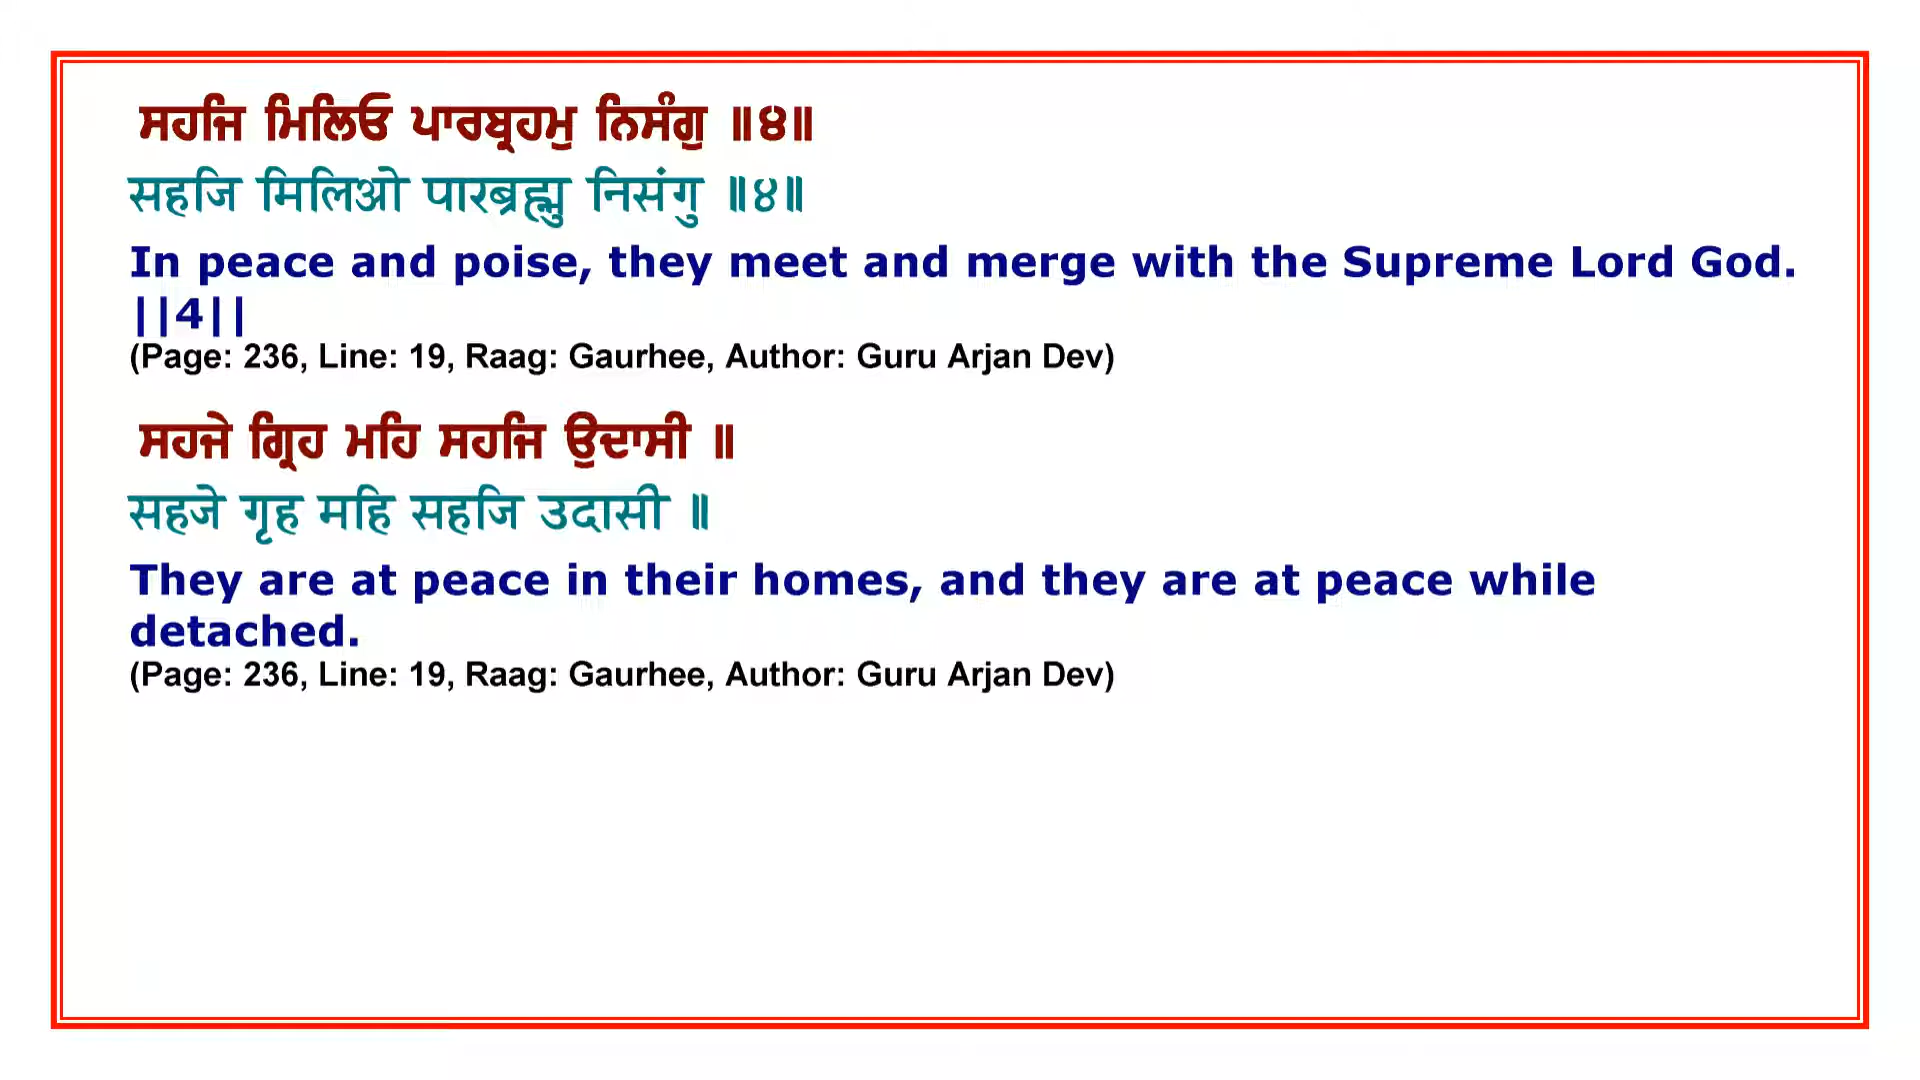 ਸਹਜਿ ਮਿਲਿਓ ਪਾਰਬ੍ਰਹਮੁ ਨਿਸੰਗੁ ॥੪॥
सहजि मिलिओ पारब्रह्मु निसंगु ॥४॥
In peace and poise, they meet and merge with the Supreme Lord God.
||4||
(Page: 236, Line: 19, Raag: Gaurhee, Author: Guru Arjan Dev)
ਸਹਜੇ ਗ੍ਰਿਹ ਮਹਿ ਸਹਜਿ ਉਦਾਸੀ ॥
सहजे गृह महि सहजि उदासी ॥
They are at peace in their homes, and they are at peace while
detached.
(Page: 236, Line: 19, Raag: Gaurhee, Author: Guru Arjan Dev)